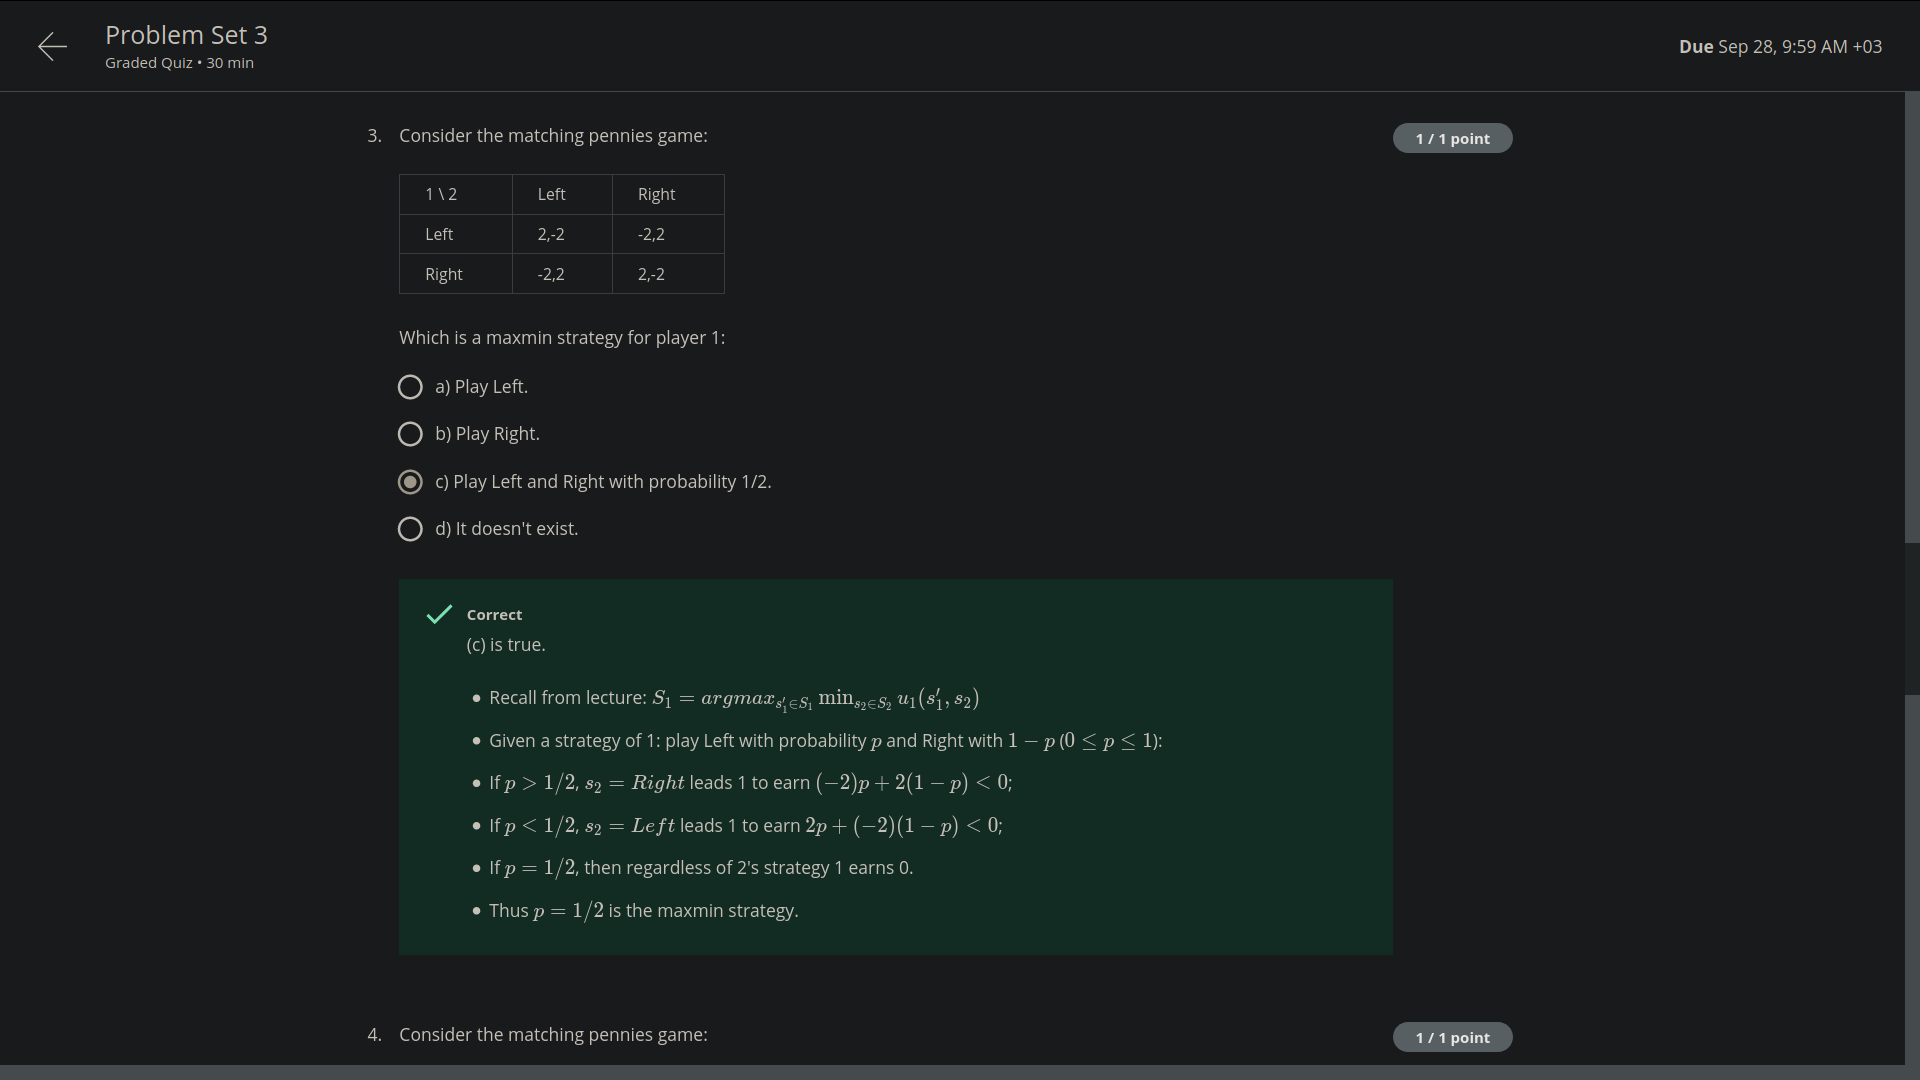 Problem Set 3
Graded Quiz • 30 min
Due Sep 28, 9:59 AM +03
3. Consider the matching pennies game:
1 / 1 point
1 \ 2 Left Right
Left 2,-2 -2,2
Right -2,2 2,-2
Which is a maxmin strategy for player 1:
a) Play Left.
b) Play Right.
c) Play Left and Right with probability 1/2.
d) It doesn't exist.
Correct
(c) is true.
• Recall from lecture: $S_1 = argmax_{s_1' \in S_1} \min_{s_2 \in S_2} u_1(s_1', s_2)$
• Given a strategy of 1: play Left with probability $p$ and Right with $1 - p$ ($0 \leq p \leq 1$):
• If $p > 1/2$, $s_2 = Right$ leads 1 to earn $(-2)p + 2(1 - p) < 0$;
• If $p < 1/2$, $s_2 = Left$ leads 1 to earn $2p + (-2)(1 - p) < 0$;
• If $p = 1/2$, then regardless of 2's strategy 1 earns 0.
• Thus $p = 1/2$ is the maxmin strategy.
4. Consider the matching pennies game:
1 / 1 point